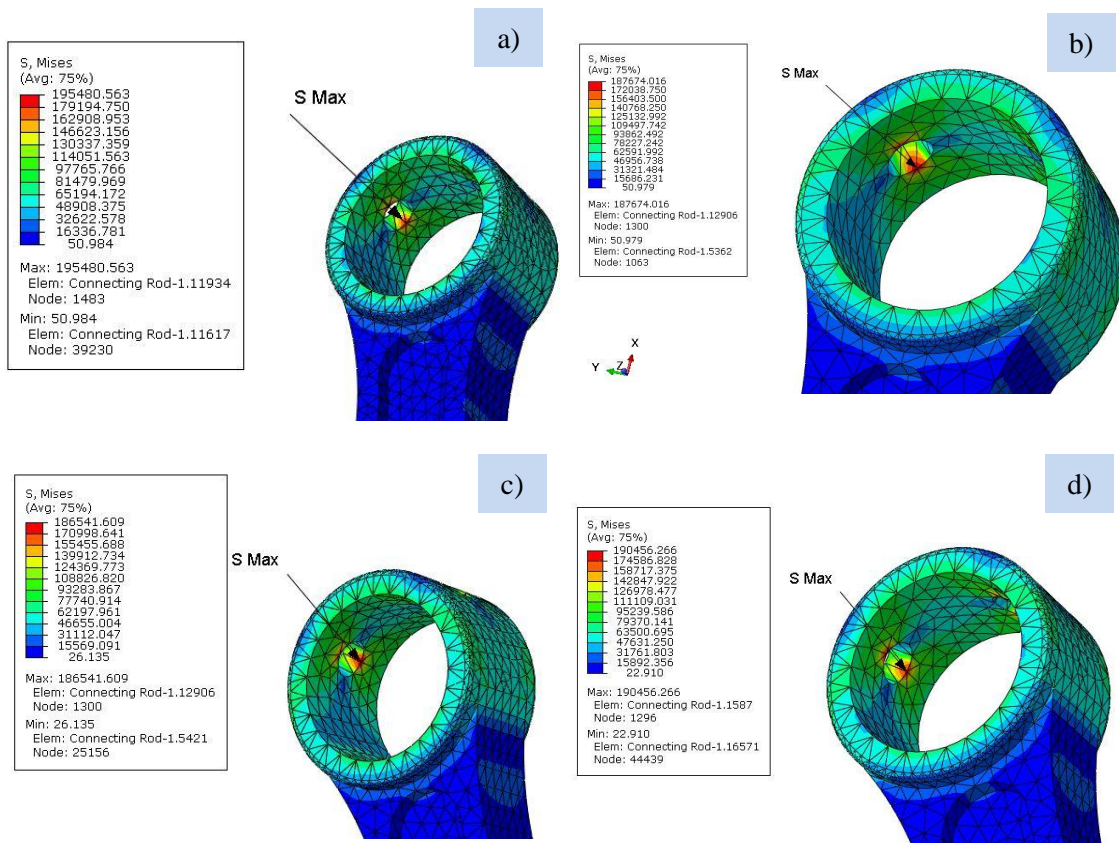 a)
S, Mises
(Avg: 75%)
195480.563
179194.750
162908.953
146623.156
130337.359
114051.563
97765.766
81479.969
65194.172
48908.375
32622.578
16336.781
50.984
Max: 195480.563
Elem: Connecting Rod-1.11934
Node: 1483
Min: 50.984
Elem: Connecting Rod-1.11617
Node: 39230
S Max
b)
S, Mises
(Avg: 75%)
187674.016
172038.750
156403.500
140768.250
125132.992
109497.742
93862.492
78227.242
62591.992
46956.738
31321.484
15686.231
50.979
Max: 187674.016
Elem: Connecting Rod-1.12906
Node: 1300
Min: 50.979
Elem: Connecting Rod-1.5362
Node: 1063
S Max
X
Y
Z
c)
S, Mises
(Avg: 75%)
186541.609
170998.641
155455.688
139912.734
124369.773
108826.820
93283.867
77740.914
62197.961
46655.004
31112.047
15569.091
26.135
Max: 186541.609
Elem: Connecting Rod-1.12906
Node: 1300
Min: 26.135
Elem: Connecting Rod-1.5421
Node: 25156
S Max
d)
S, Mises
(Avg: 75%)
190456.266
174586.828
158717.375
142847.922
126978.477
111109.031
95239.586
79370.141
63500.695
47631.250
31761.803
15892.356
22.910
Max: 190456.266
Elem: Connecting Rod-1.1587
Node: 1296
Min: 22.910
Elem: Connecting Rod-1.16571
Node: 44439
S Max